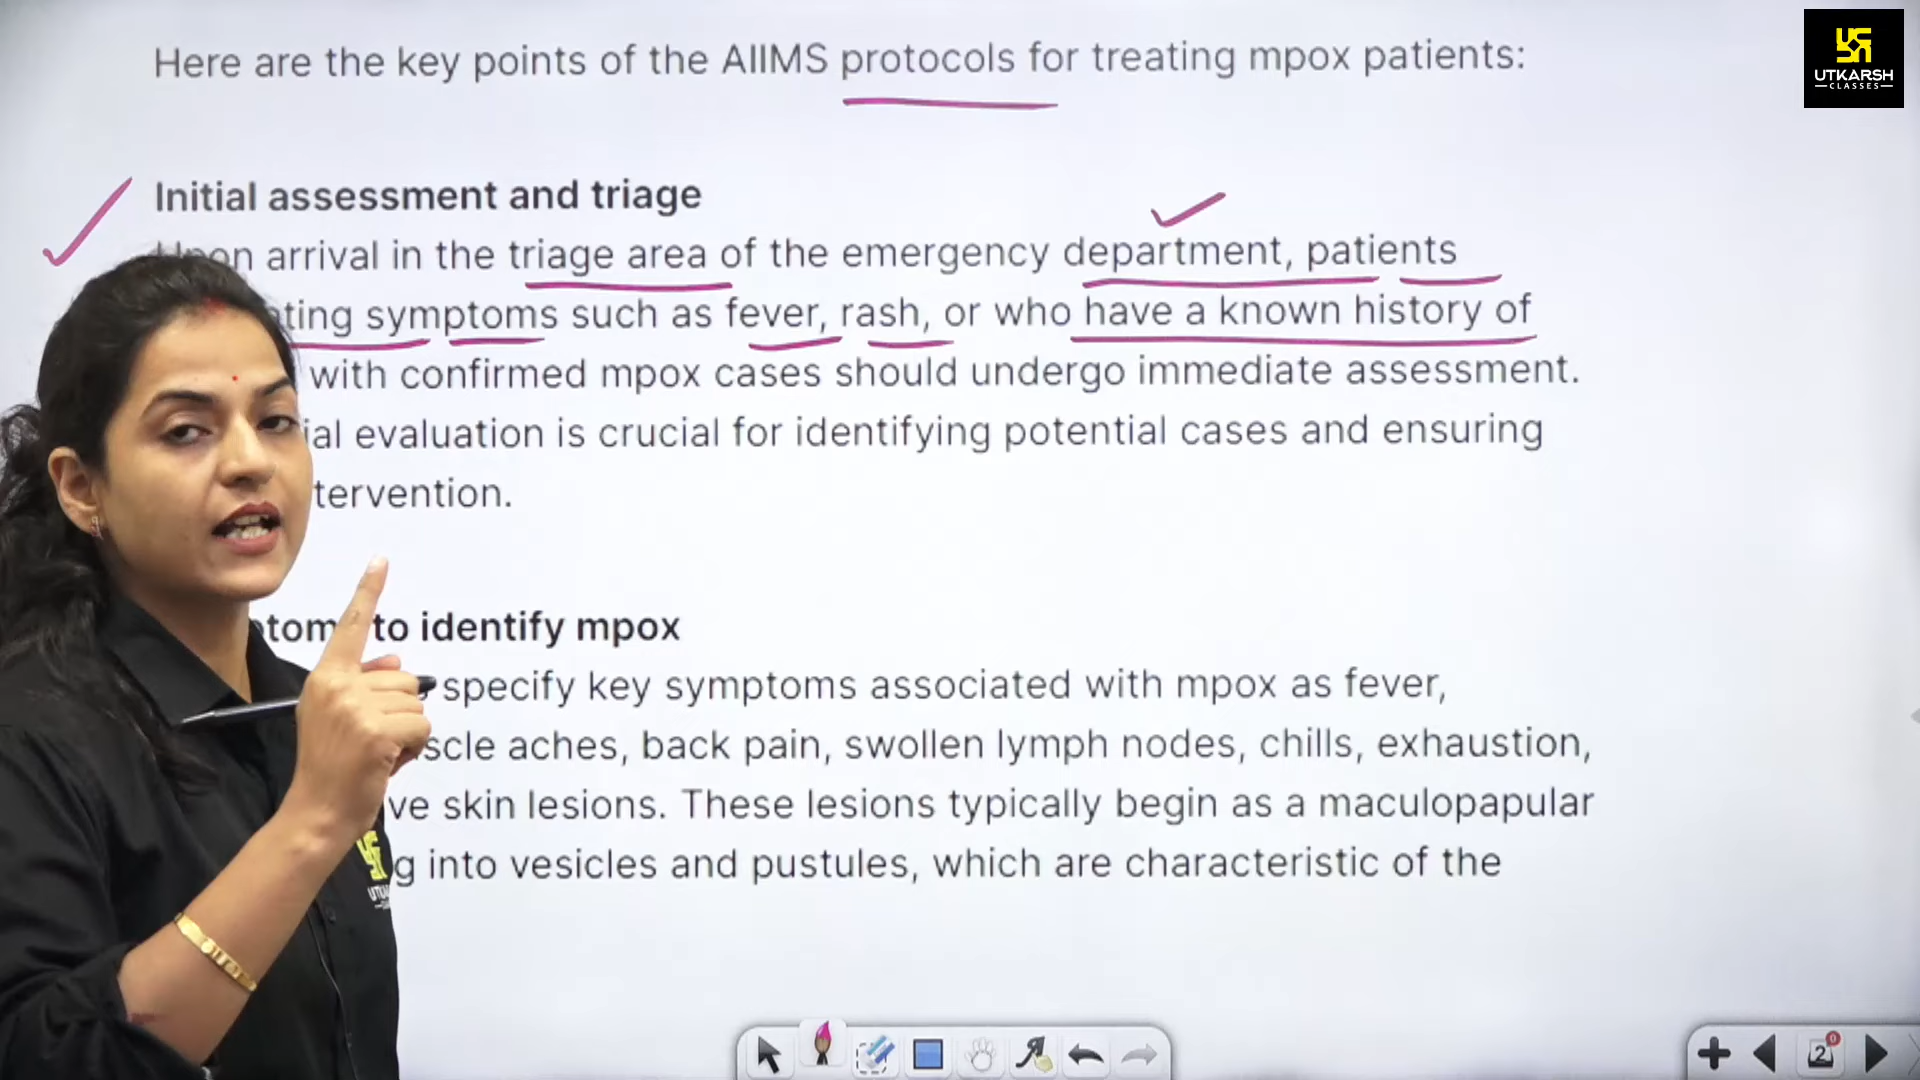 Here are the key points of the AIIMS protocols for treating mpox patients:
UTKARSH
CLASSES
Initial assessment and triage
Upon arrival in the triage area of the emergency department, patients
ting symptoms such as fever, rash, or who have a known history of
with confirmed mpox cases should undergo immediate assessment.
ial evaluation is crucial for identifying potential cases and ensuring
tervention.
to identify mpox
specify key symptoms associated with mpox as fever,
scle aches, back pain, swollen lymph nodes, chills, exhaustion,
ve skin lesions. These lesions typically begin as a maculopapular
g into vesicles and pustules, which are characteristic of the
2
0